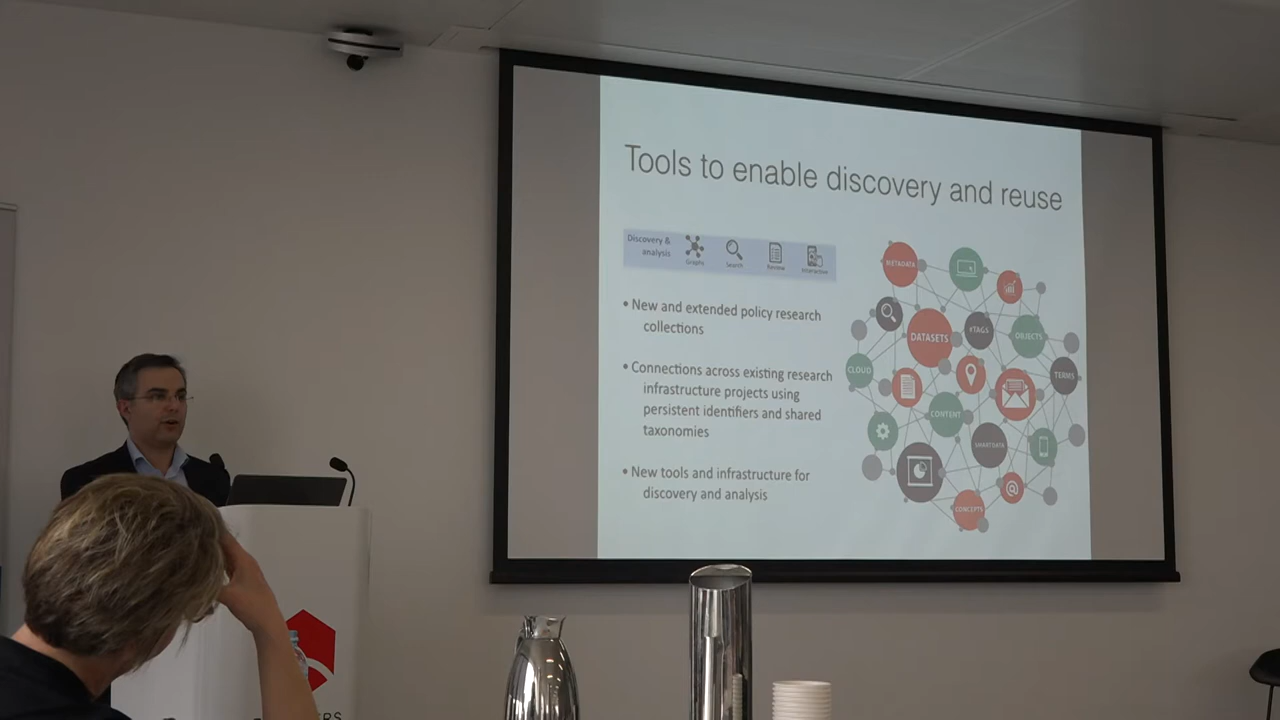 Tools to enable discovery and reuse
Discovery &
analysis
Graphs
Search
Review
Interactive
• New and extended policy research
collections
• Connections across existing research
infrastructure projects using
persistent identifiers and shared
taxonomies
• New tools and infrastructure for
discovery and analysis
METADATA
DATASETS
#TAGS
OBJECTS
CLOUD
TERMS
CONTENT
SMARTDATA
CONCEPTS
@